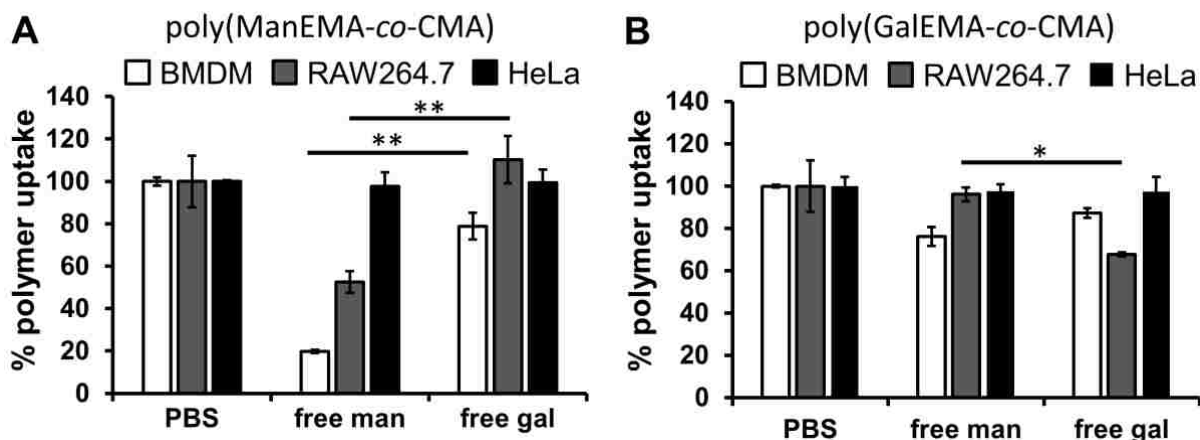 A
poly(ManEMA-co-CMA)
BMDM RAW264.7 HeLa
% polymer uptake
140
120
100
80
60
40
20
0
**
**
PBS free man free gal
B
poly(GalEMA-co-CMA)
BMDM RAW264.7 HeLa
% polymer uptake
140
120
100
80
60
40
20
0
*
PBS free man free gal